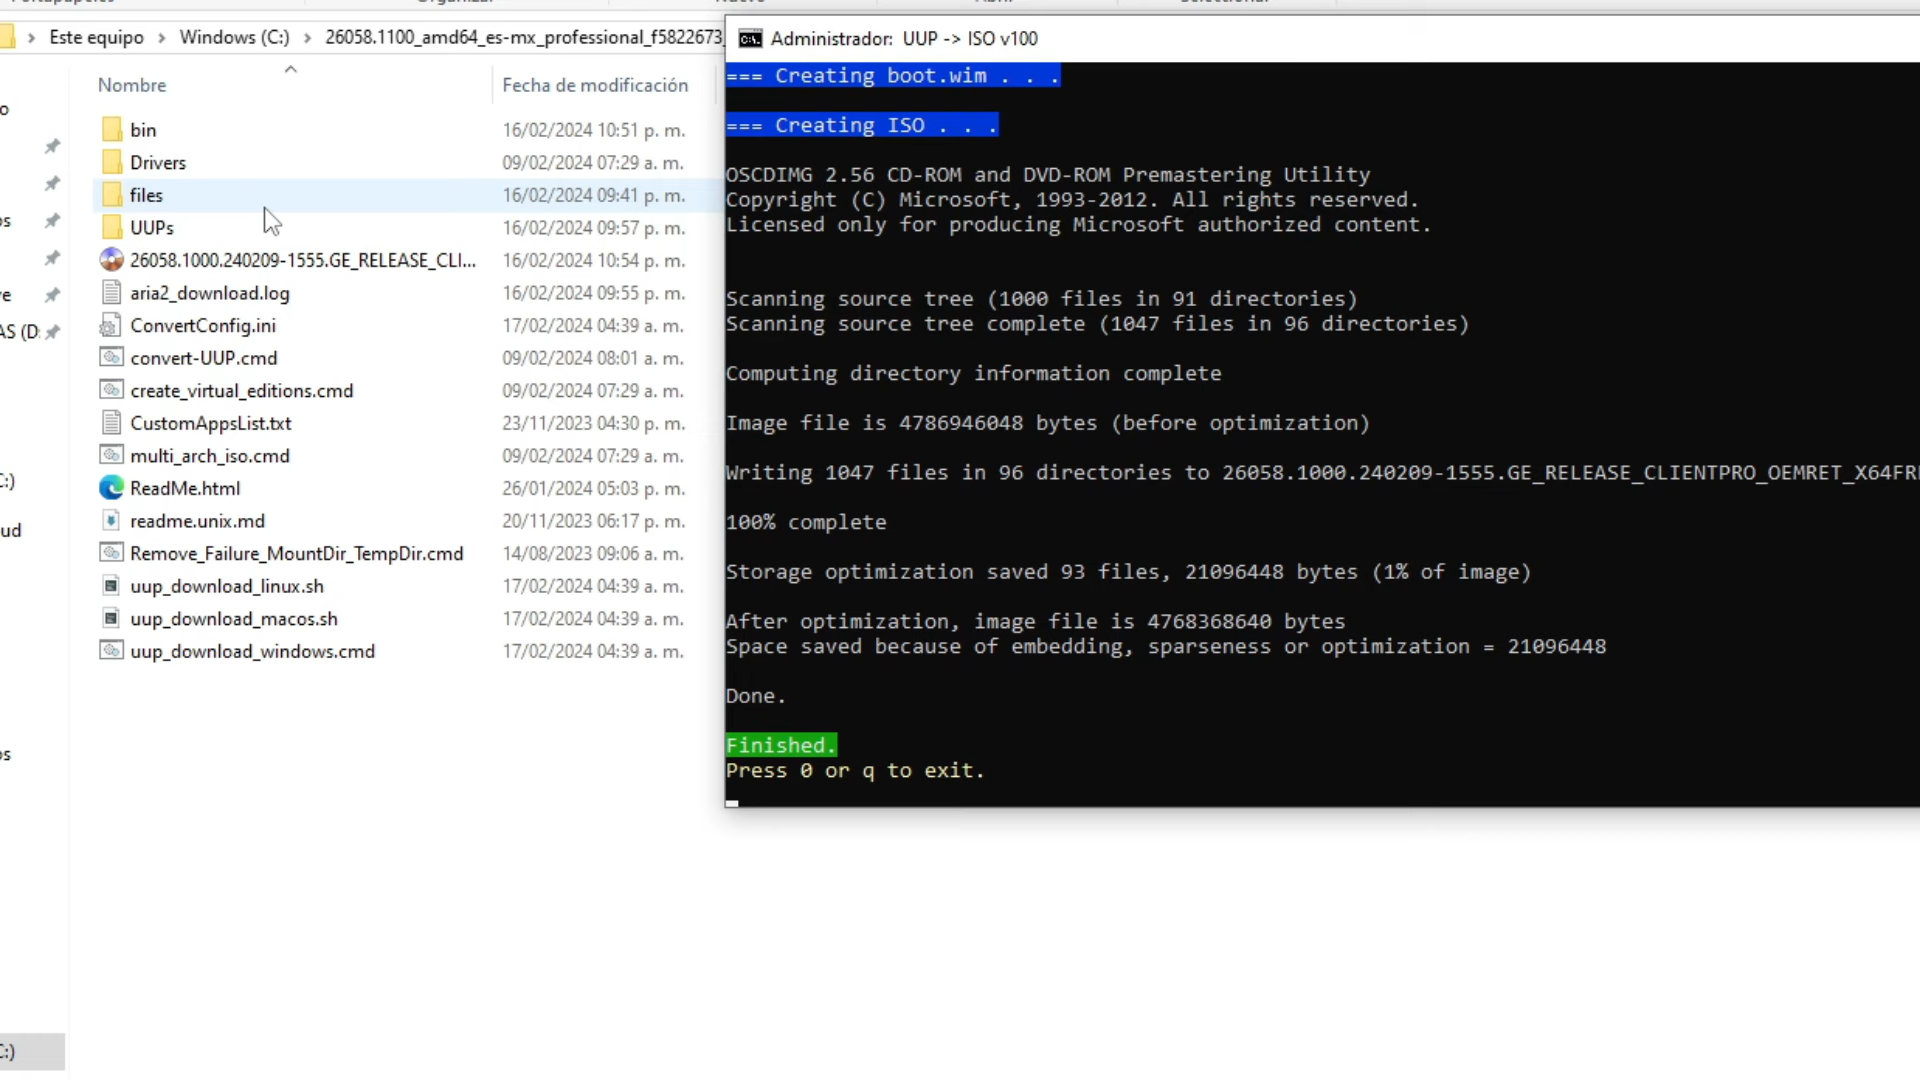 Este equipo > Windows (C:) > 26058.1100_amd64_es-mx_professional_f5822673_
Nombre Fecha de modificación
bin 16/02/2024 10:51 p. m.
Drivers 09/02/2024 07:29 a. m.
files 16/02/2024 09:41 p. m.
UUPs 16/02/2024 09:57 p. m.
26058.1000.240209-1555.GE_RELEASE_CLI... 16/02/2024 10:54 p. m.
aria2_download.log 16/02/2024 09:55 p. m.
ConvertConfig.ini 17/02/2024 04:39 a. m.
convert-UUP.cmd 09/02/2024 08:01 a. m.
create_virtual_editions.cmd 09/02/2024 07:29 a. m.
CustomAppsList.txt 23/11/2023 04:30 p. m.
multi_arch_iso.cmd 09/02/2024 07:29 a. m.
ReadMe.html 26/01/2024 05:03 p. m.
readme.unix.md 20/11/2023 06:17 p. m.
Remove_Failure_MountDir_TempDir.cmd 14/08/2023 09:06 a. m.
uup_download_linux.sh 17/02/2024 04:39 a. m.
uup_download_macos.sh 17/02/2024 04:39 a. m.
uup_download_windows.cmd 17/02/2024 04:39 a. m.
Administrador: UUP -> ISO v100
=== Creating boot.wim . . .
=== Creating ISO . . .
OSCDIMG 2.56 CD-ROM and DVD-ROM Premastering Utility
Copyright (C) Microsoft, 1993-2012. All rights reserved.
Licensed only for producing Microsoft authorized content.
Scanning source tree (1000 files in 91 directories)
Scanning source tree complete (1047 files in 96 directories)
Computing directory information complete
Image file is 4786946048 bytes (before optimization)
Writing 1047 files in 96 directories to 26058.1000.240209-1555.GE_RELEASE_CLIENTPRO_OEMRET_X64FRE
100% complete
Storage optimization saved 93 files, 21096448 bytes (1% of image)
After optimization, image file is 4768368640 bytes
Space saved because of embedding, sparseness or optimization = 21096448
Done.
Finished.
Press 0 or q to exit.